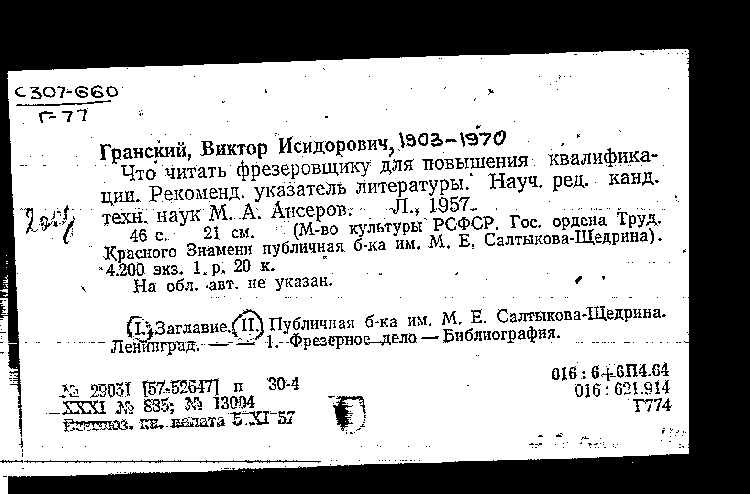 С307-660
Г-77
Гранский, Виктор Исидорович, 1903-1970
Что читать фрезеровщику для повышения квалифика-
ции. Рекоменд. указатель литературы. Науч. ред. канд.
техн. наук М. А. Ансеров. Л., 1957.
46 с. 21 см. (М-во культуры РСФСР. Гос. ордена Труд.
Красного Знамени публичная б-ка им. М. Е. Салтыкова-Щедрина).
4.200 экз. 1 р. 20 к.
На обл. авт. не указан.
I. Заглавие. II. Публичная б-ка им. М. Е. Салтыкова-Щедрина.
Ленинград. — — 1. Фрезерное дело — Библиография.
016 : 6+6П4.64
№ 29031 [57-52647] п 30-4
016 : 621.914
XXXI № 835; № 13004
Г774
Всесоюз. кн. палата 5 XI 57